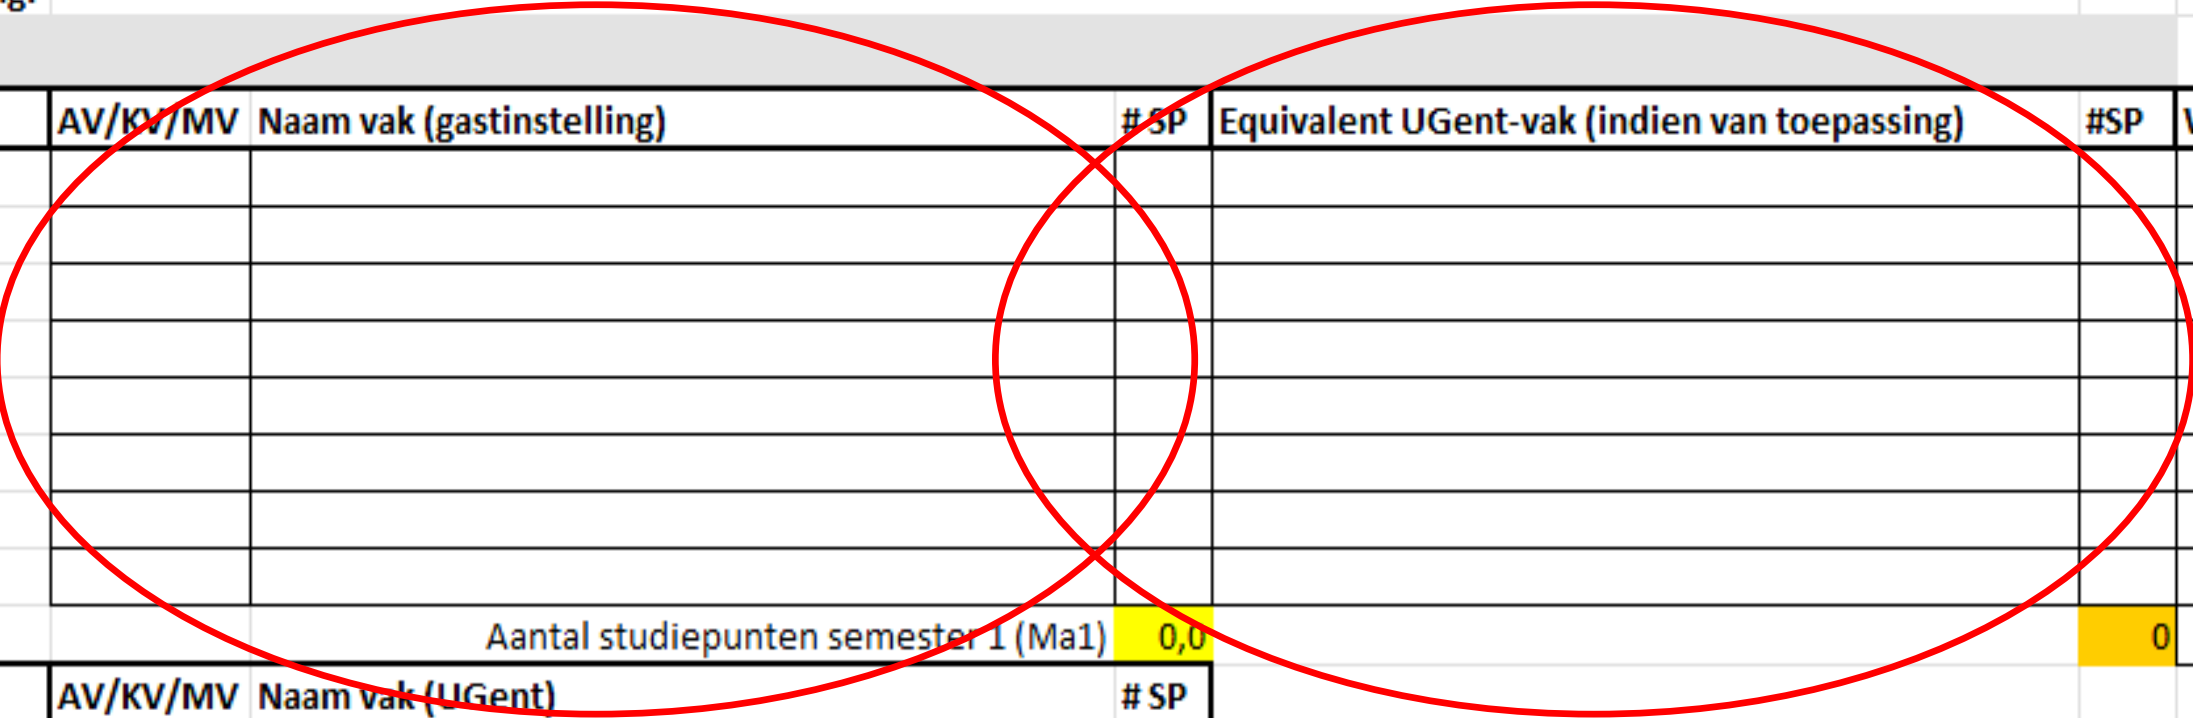 AV/KV/MV Naam vak (gastinstelling) # SP Equivalent UGent-vak (indien van toepassing) #SP
Aantal studiepunten semester 1 (Ma1) 0,0 0
AV/KV/MV Naam vak (UGent) # SP